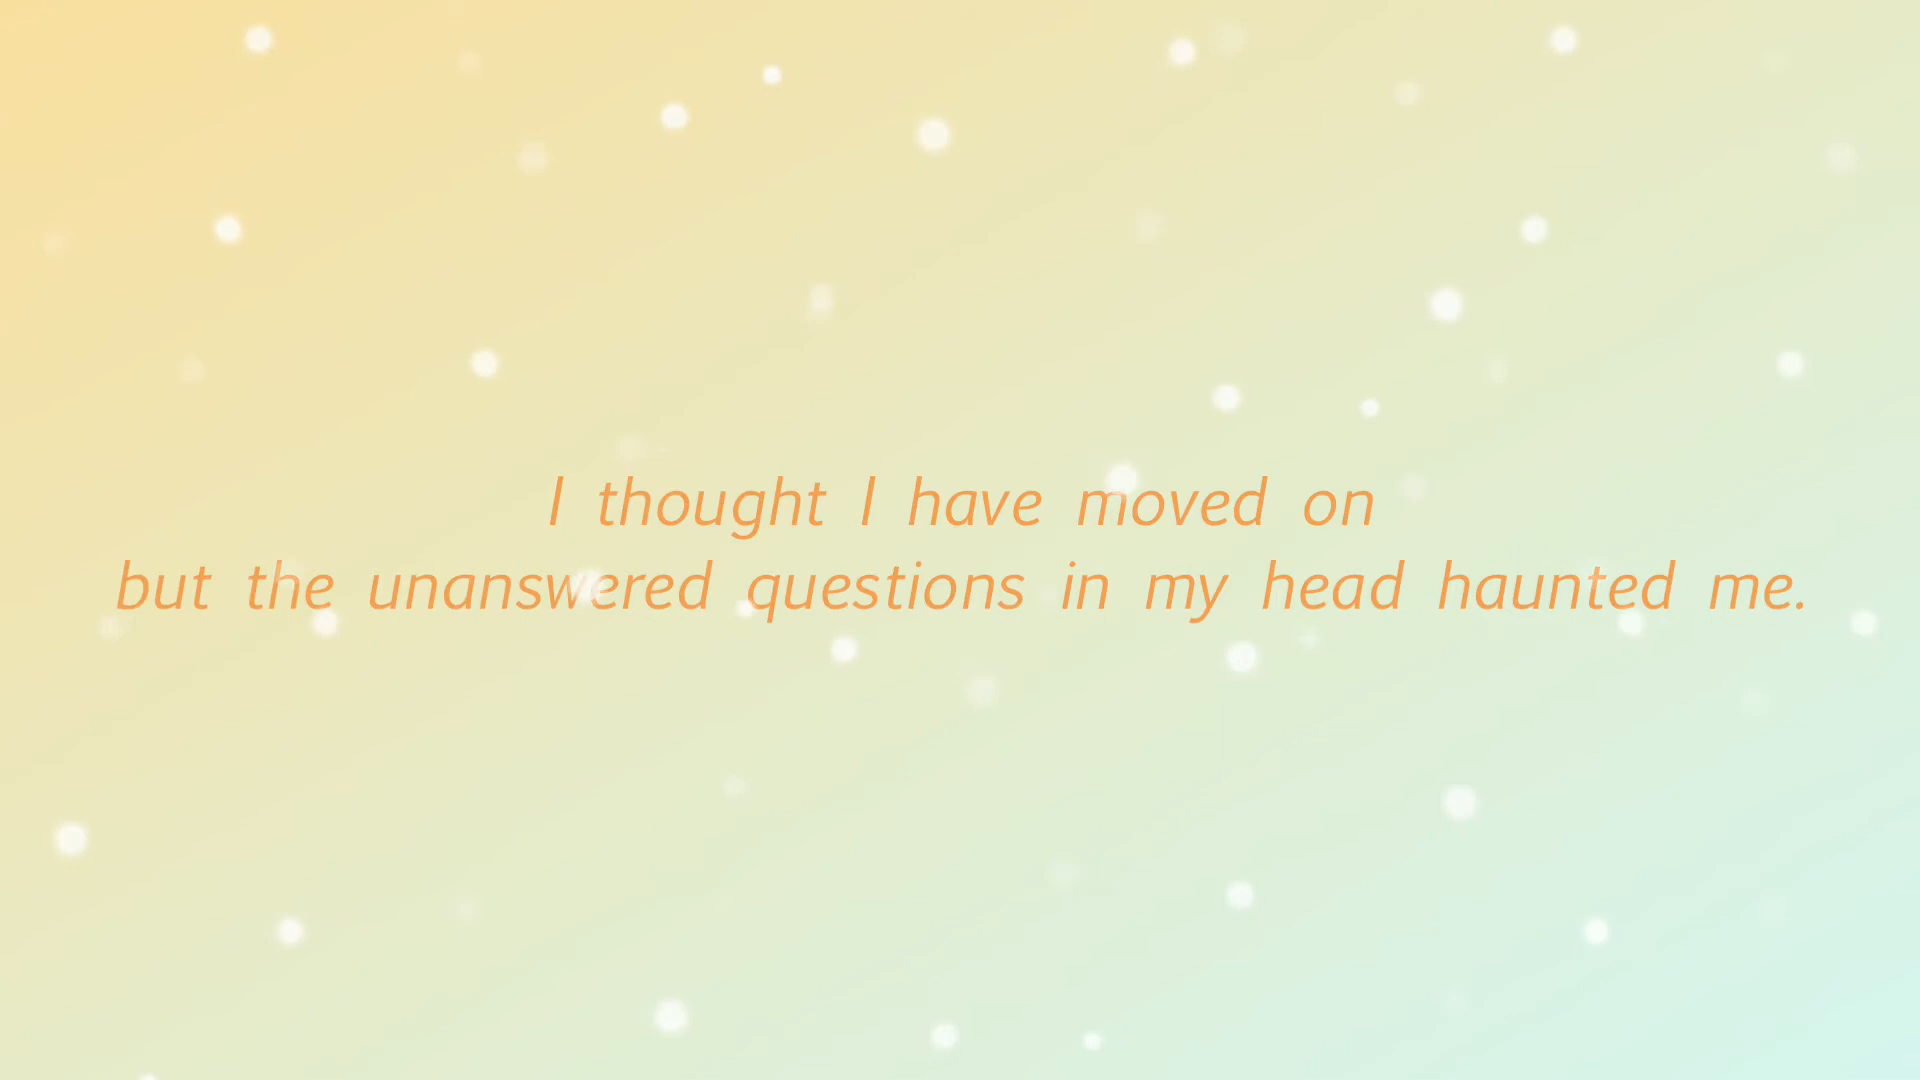 I thought I have moved on
but the unanswered questions in my head haunted me.